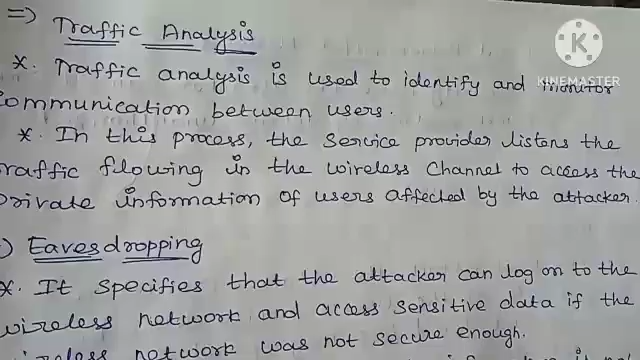 =) Traffic Analysis
*. Traffic analysis is used to identify and monitor
communication between users.
*. In this process, the service provider listens the
traffic flowing in the wireless channel to access the
private information of users affected by the attacker.
) Eavesdropping
*. It specifies that the attacker can log on to the
wireless network and access sensitive data if the
wireless network was not secure enough.
KINEMASTER